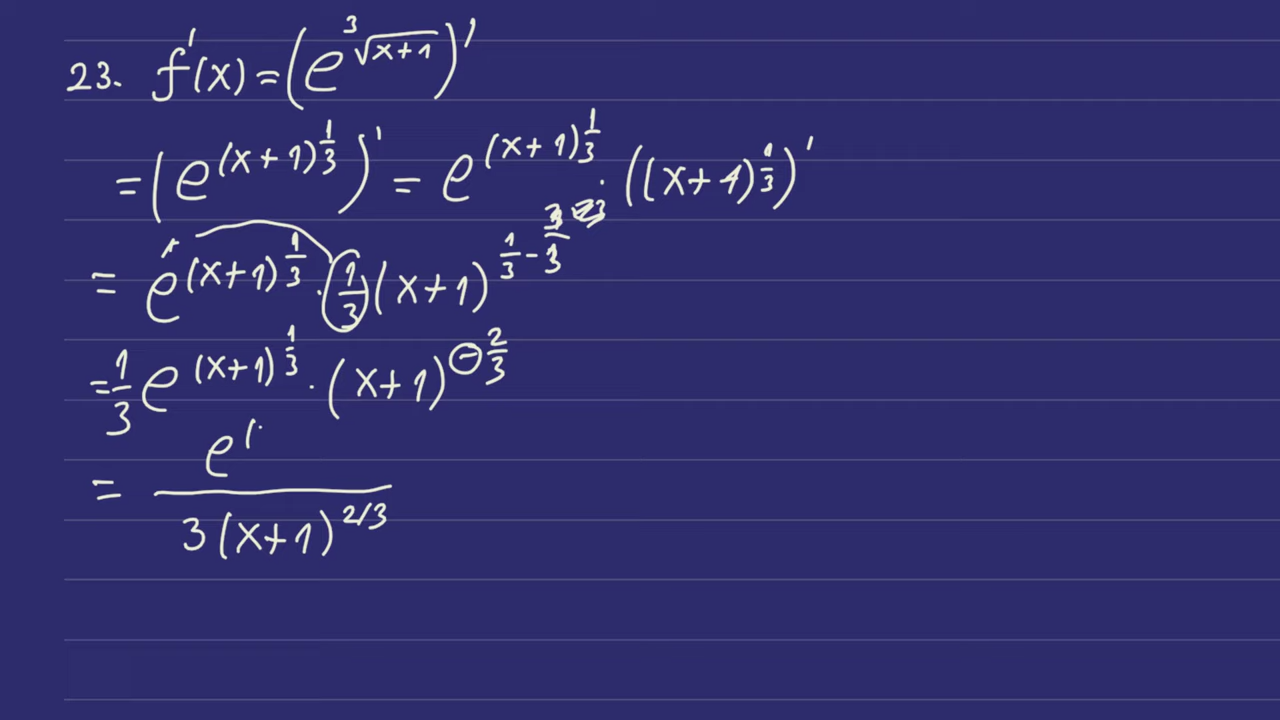 23. f'(x) = (e^∛(x+1))'
= (e^(x+1)^(1/3))' = e^(x+1)^(1/3) · ((x+1)^(1/3))'
= e^(x+1)^(1/3) · (1/3)(x+1)^(1/3 - 3/3)
= 1/3 e^(x+1)^(1/3) · (x+1)^(-2/3)
= e^( / 3(x+1)^(2/3)